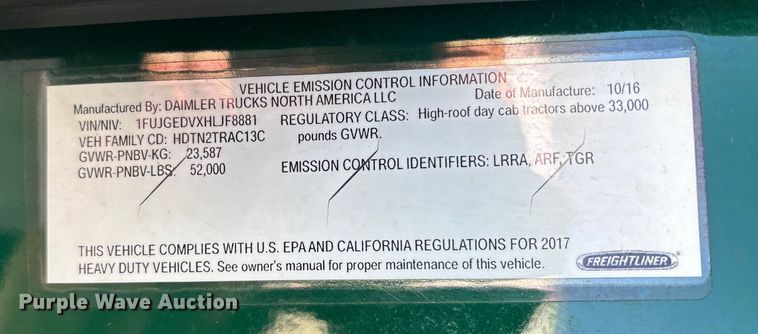 VEHICLE EMISSION CONTROL INFORMATION
Manufactured By: DAIMLER TRUCKS NORTH AMERICA LLC Date of Manufacture: 10/16
VIN/NIV: 1FUJGEDVXHLJF8881 REGULATORY CLASS: High-roof day cab tractors above 33,000
VEH FAMILY CD: HDTN2TRAC13C pounds GVWR.
GVWR-PNBV-KG: 23,587
GVWR-PNBV-LBS: 52,000 EMISSION CONTROL IDENTIFIERS: LRRA, ARF, TGR
THIS VEHICLE COMPLIES WITH U.S. EPA AND CALIFORNIA REGULATIONS FOR 2017
HEAVY DUTY VEHICLES. See owner's manual for proper maintenance of this vehicle.
FREIGHTLINER
Purple Wave Auction